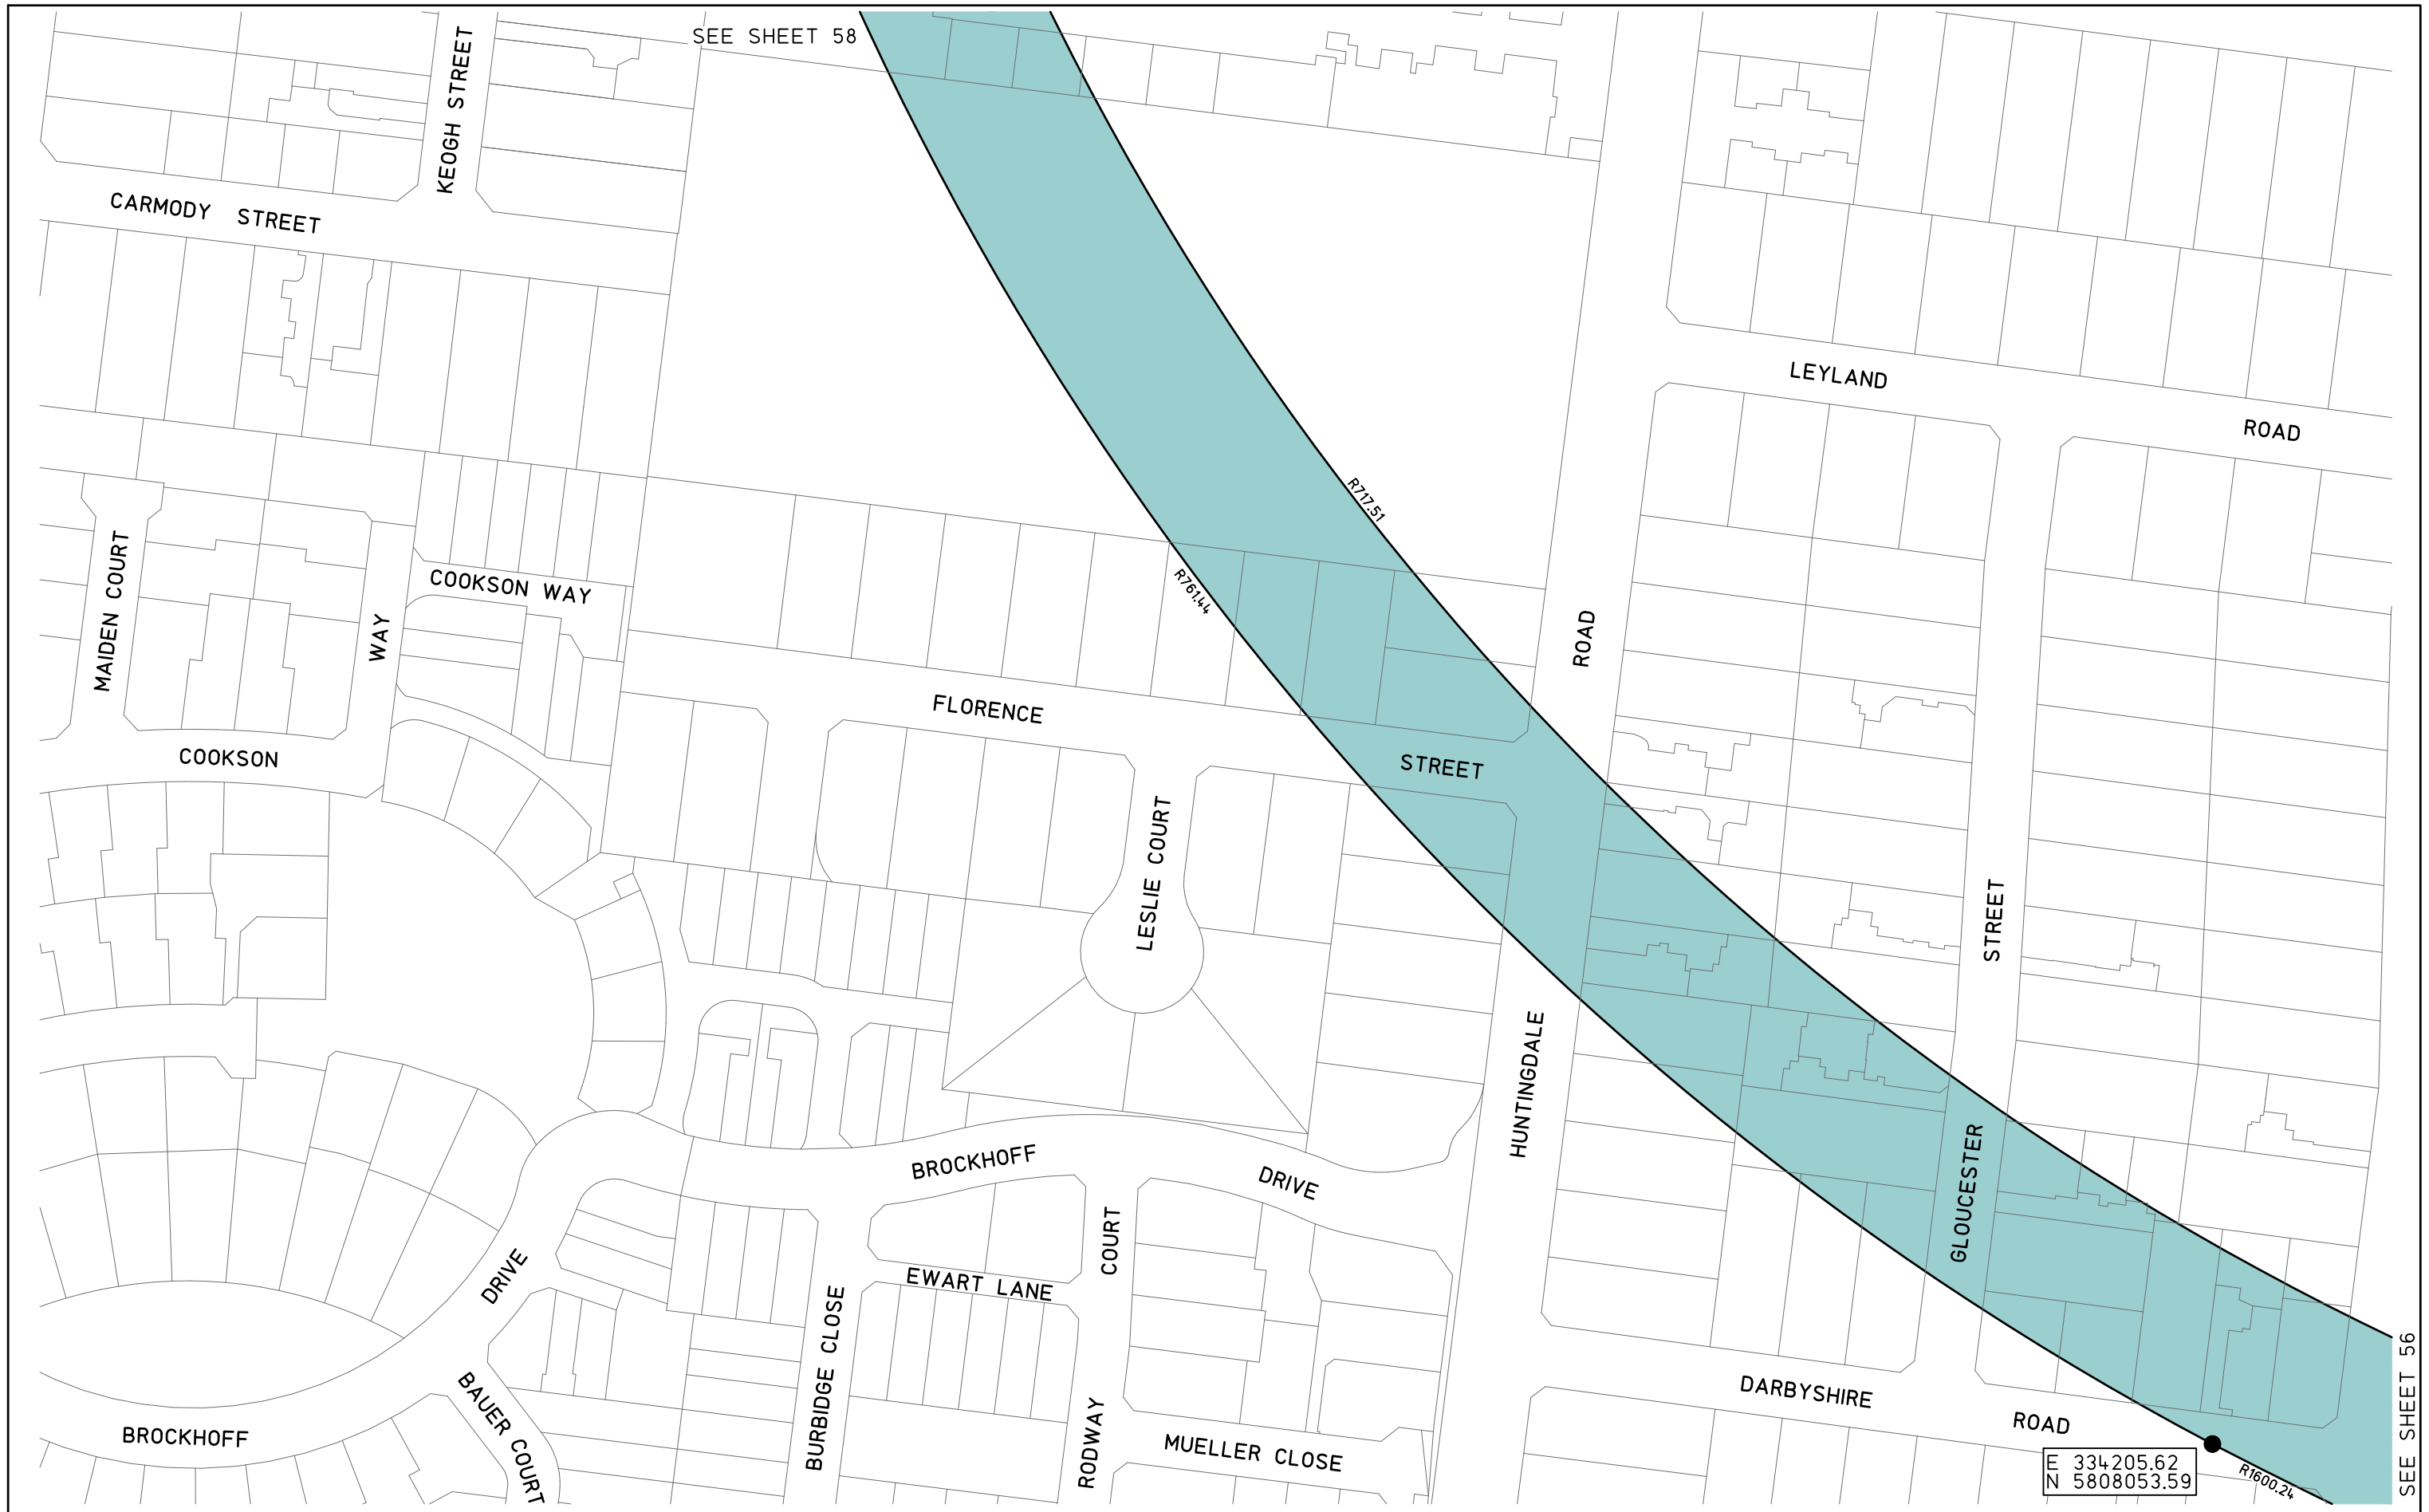 SEE SHEET 58
KEOGH STREET
CARMODY STREET
LEYLAND
ROAD
R717.51
MAIDEN COURT
COOKSON WAY
R761.44
WAY
ROAD
FLORENCE
STREET
COOKSON
LESLIE COURT
STREET
HUNTINGDALE
BROCKHOFF
DRIVE
GLOUCESTER
COURT
DRIVE
EWART LANE
BURBIDGE CLOSE
DARBYSHIRE
ROAD
BAUER COURT
BROCKHOFF
RODWAY
MUELLER CLOSE
E 334205.62
N 5808053.59
R1600.24
SEE SHEET 56